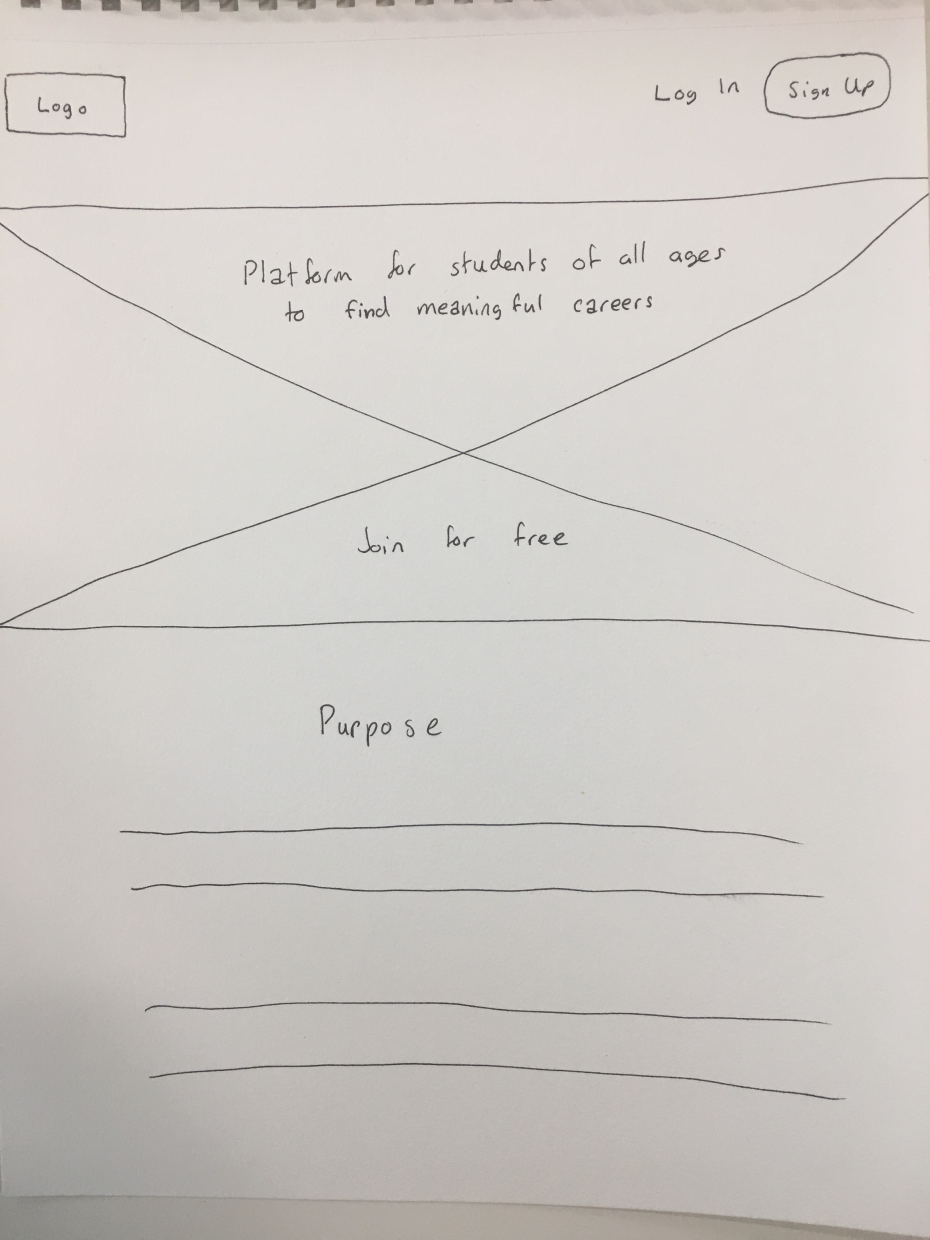 Logo
Log In
Sign Up
Platform for students of all ages
to find meaningful careers
Join for free
Purpose